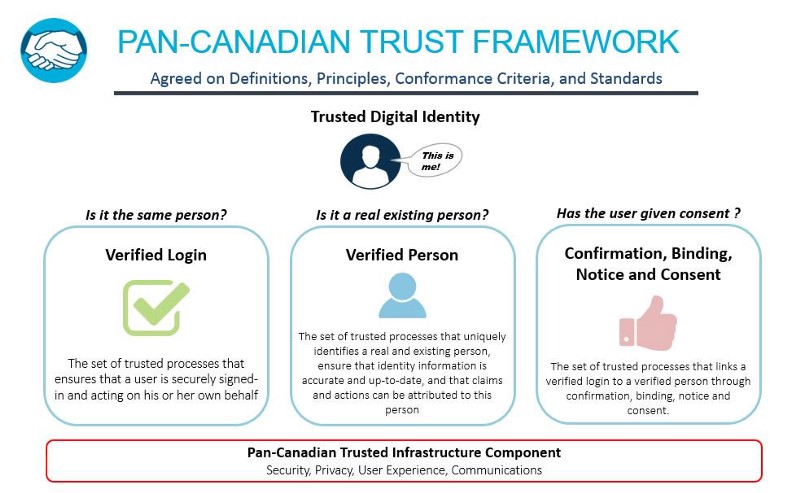 PAN-CANADIAN TRUST FRAMEWORK
Agreed on Definitions, Principles, Conformance Criteria, and Standards
Trusted Digital Identity
This is
me!
Is it the same person?
Verified Login
The set of trusted processes that
ensures that a user is securely signed-
in and acting on his or her own behalf
Is it a real existing person?
Verified Person
The set of trusted processes that uniquely
identifies a real and existing person,
ensure that identity information is
accurate and up-to-date, and that claims
and actions can be attributed to this
person
Has the user given consent ?
Confirmation, Binding,
Notice and Consent
The set of trusted processes that links a
verified login to a verified person through
confirmation, binding, notice and
consent.
Pan-Canadian Trusted Infrastructure Component
Security, Privacy, User Experience, Communications